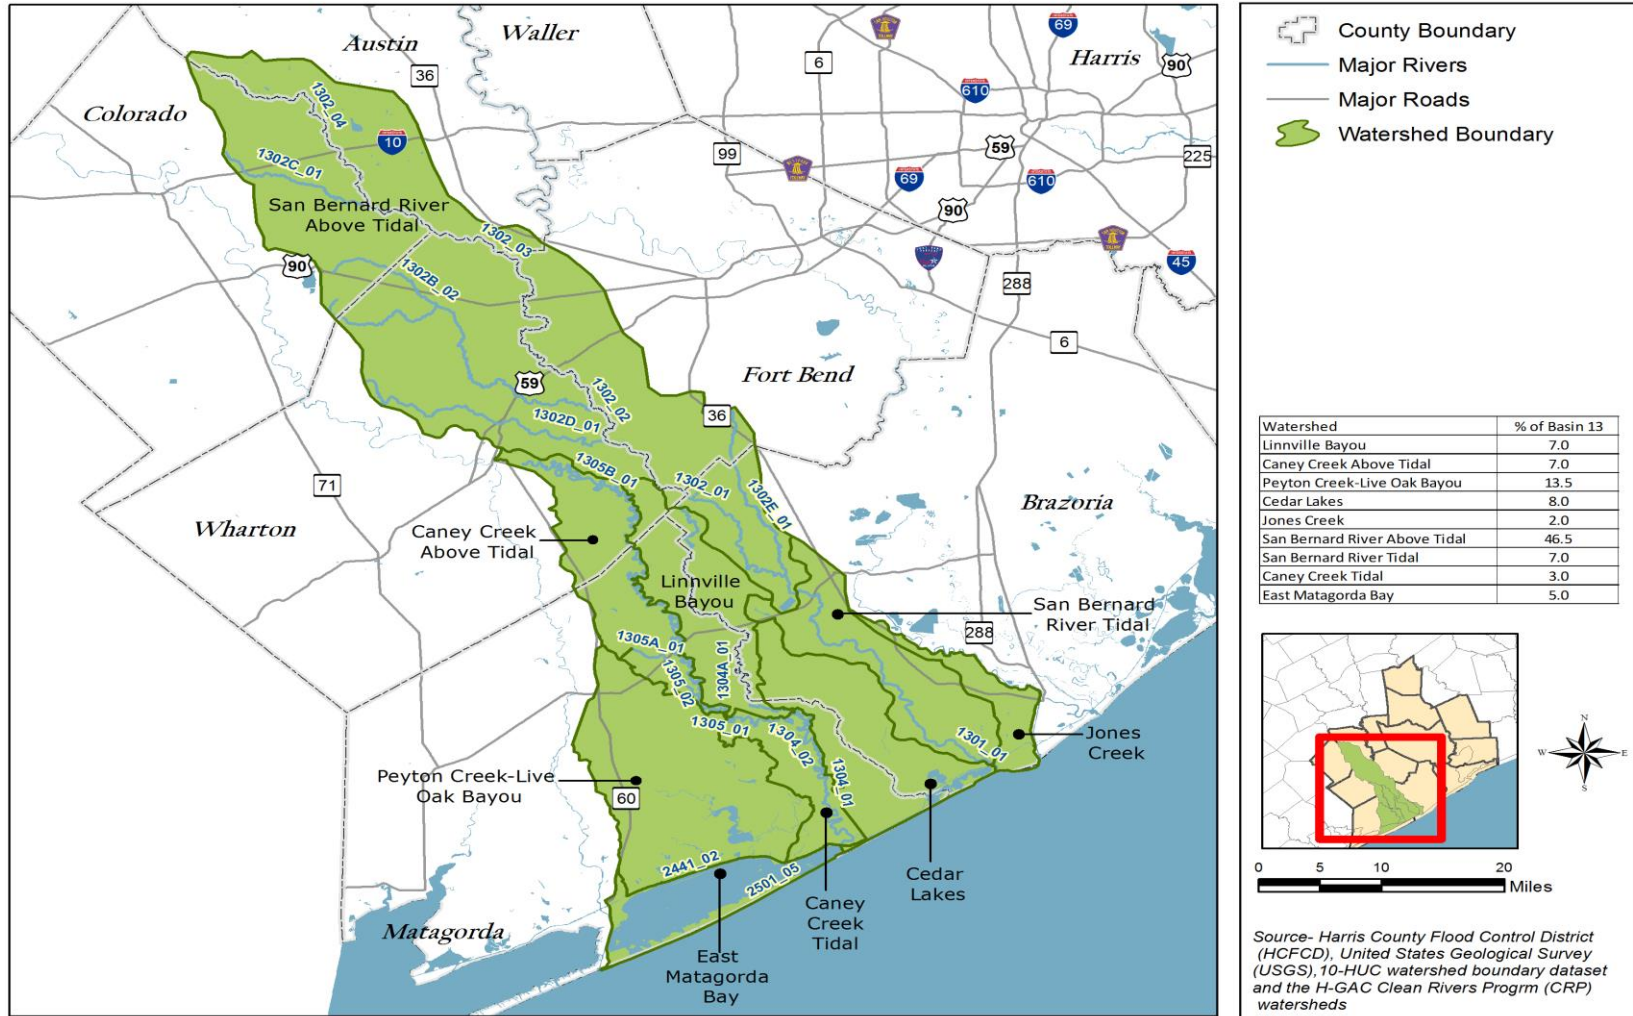 Waller
Austin
Harris
Colorado
36
6
69
90
610
10
99
59
225
69
610
90
45
1302_04
1302C_01
San Bernard River
Above Tidal
1302_03
90
1302B_02
288
6
59
Fort Bend
1302_02
36
1302D_01
1305B_01
1302_01
1302E_01
71
Wharton
Brazoria
Caney Creek
Above Tidal
Linnville
Bayou
San Bernard
River Tidal
288
1305A_01
1305_02
1304A_01
1305_01
1304_02
1304_01
1301_01
Jones
Creek
Peyton Creek-Live
Oak Bayou
60
2441_02
2501_05
Cedar
Lakes
Caney
Creek
Tidal
Matagorda
East
Matagorda
Bay
County Boundary
Major Rivers
Major Roads
Watershed Boundary
Watershed % of Basin 13
Linnville Bayou 7.0
Caney Creek Above Tidal 7.0
Peyton Creek-Live Oak Bayou 13.5
Cedar Lakes 8.0
Jones Creek 2.0
San Bernard River Above Tidal 46.5
San Bernard River Tidal 7.0
Caney Creek Tidal 3.0
East Matagorda Bay 5.0
N
W E
S
0 5 10 20
Miles
Source- Harris County Flood Control District
(HCFCD), United States Geological Survey
(USGS),10-HUC watershed boundary dataset
and the H-GAC Clean Rivers Progrm (CRP)
watersheds